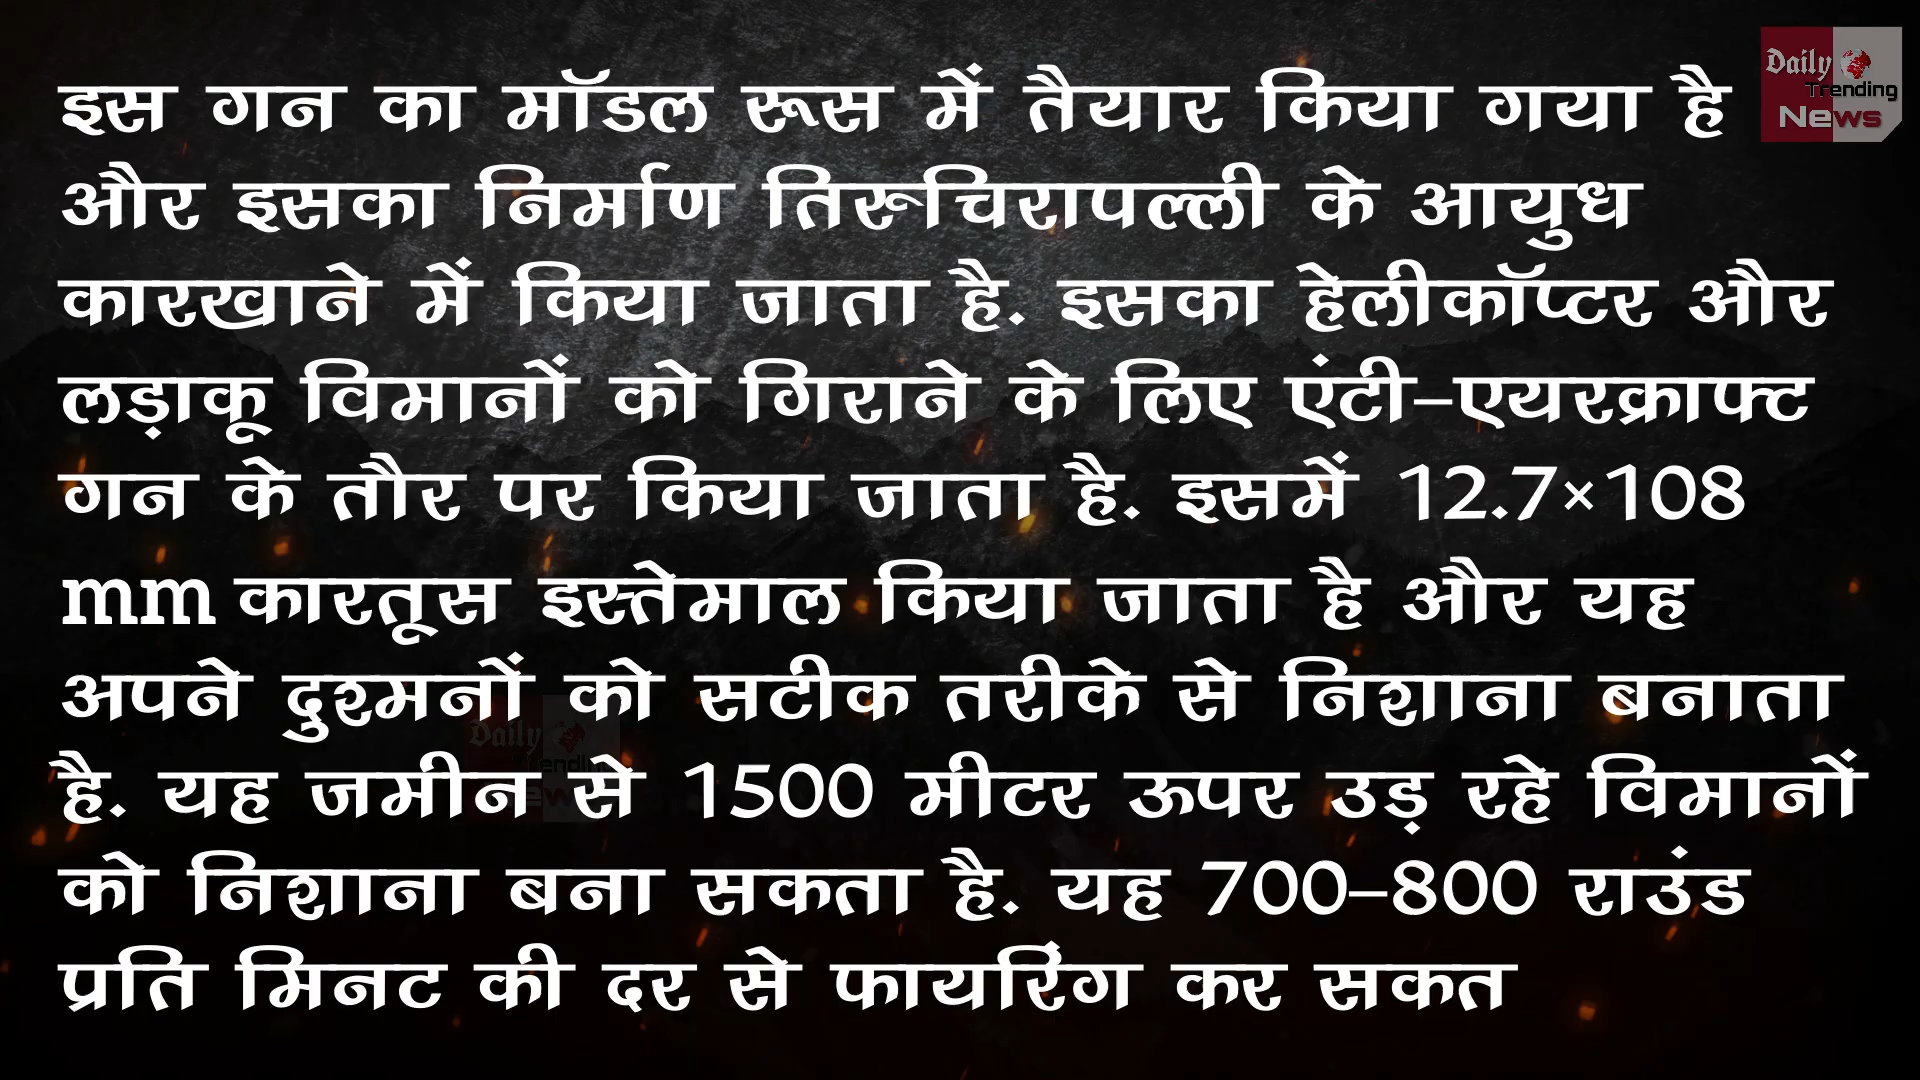 इस गन का मॉडल रूस में तैयार किया गया है
और इसका निर्माण तिरूचिरापल्ली के आयुध
कारखाने में किया जाता है. इसका हेलीकॉप्टर और
लड़ाकू विमानों को गिराने के लिए एंटी-एयरक्राफ्ट
गन के तौर पर किया जाता है. इसमें 12.7×108
mm कारतूस इस्तेमाल किया जाता है और यह
अपने दुश्मनों को सटीक तरीके से निशाना बनाता
है. यह जमीन से 1500 मीटर ऊपर उड़ रहे विमानों
को निशाना बना सकता है. यह 700-800 राउंड
प्रति मिनट की दर से फायरिंग कर सकत
Daily
Trending
News
Daily